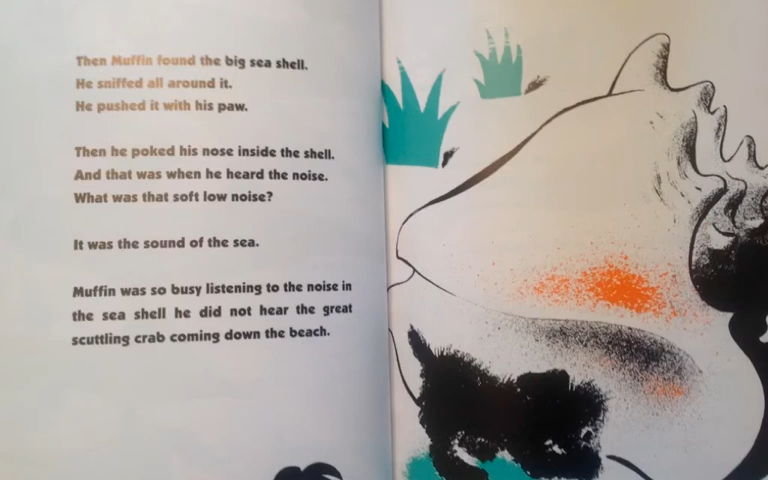 Then Muffin found the big sea shell.
He sniffed all around it.
He pushed it with his paw.
Then he poked his nose inside the shell.
And that was when he heard the noise.
What was that soft low noise?
It was the sound of the sea.
Muffin was so busy listening to the noise in
the sea shell he did not hear the great
scuttling crab coming down the beach.